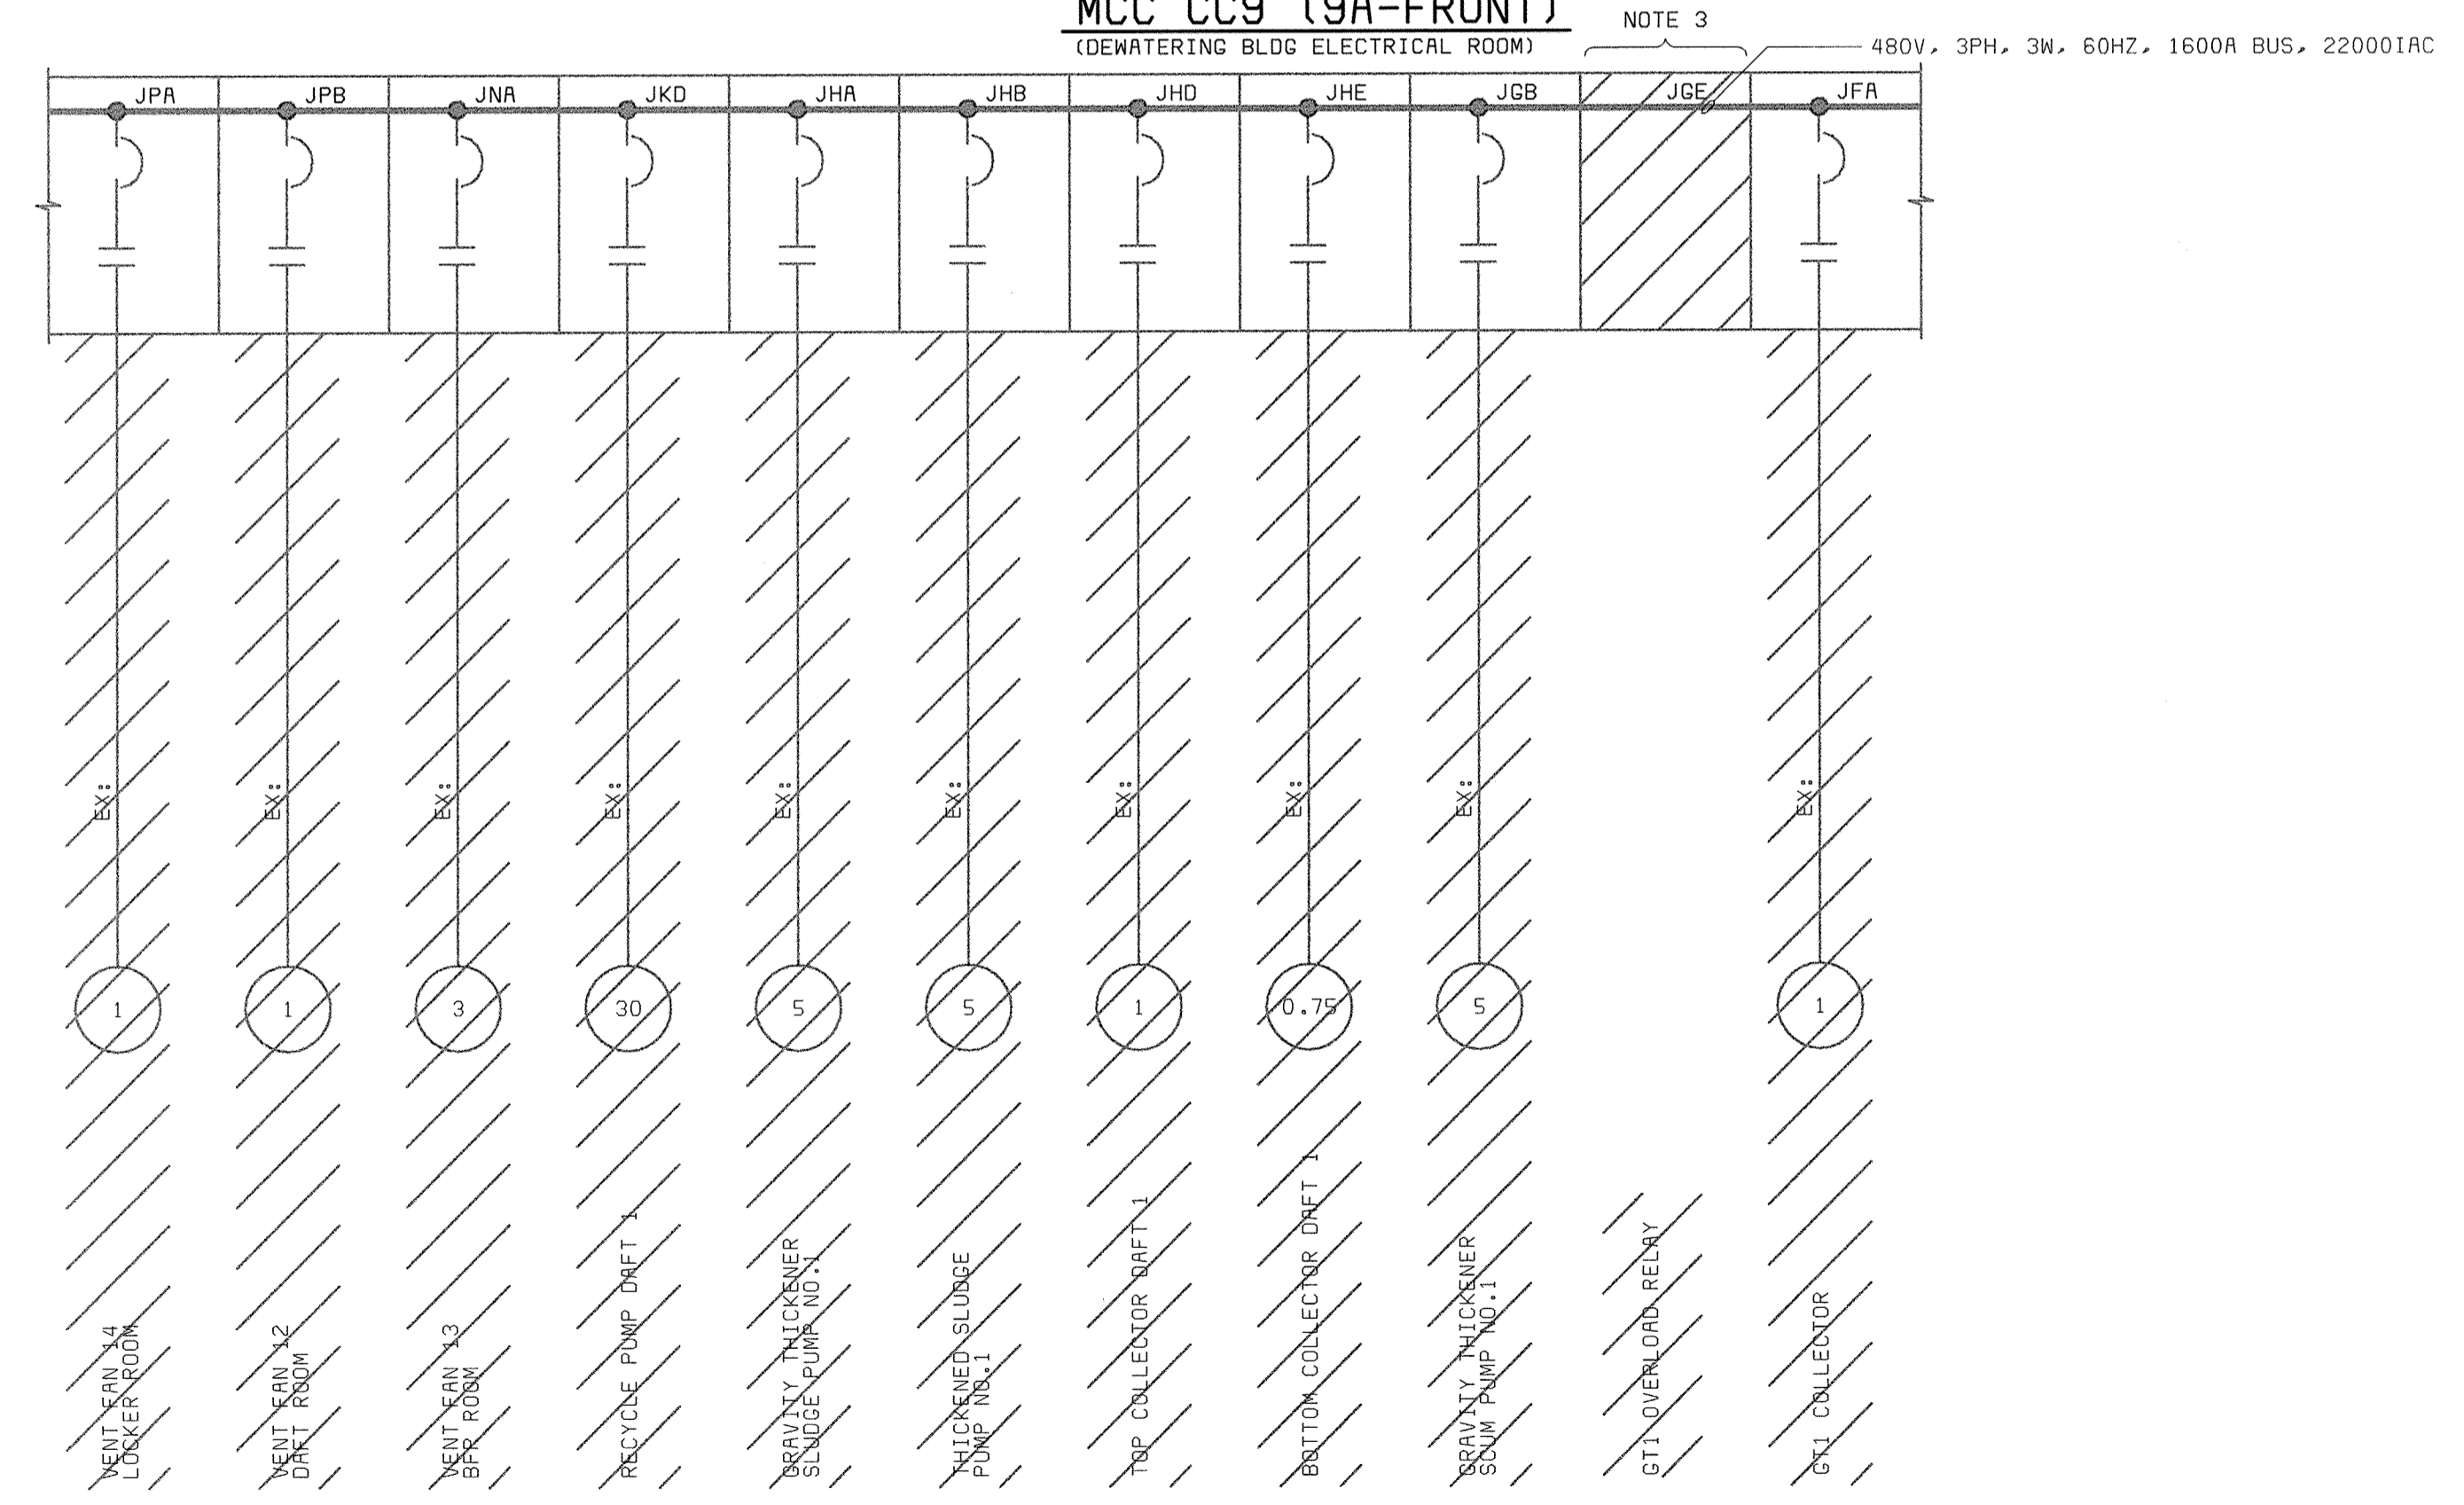 MCC CC9 (9A-FRONT)
(DEWATERING BLDG ELECTRICAL ROOM)
NOTE 3
480V, 3PH, 3W, 60HZ, 1600A BUS, 22000IAC
JPA
JPB
JNA
JKD
JHA
JHB
JHD
JHE
JGB
JGE
JFA
EX:
EX:
EX:
EX:
EX:
EX:
EX:
EX:
EX:
EX:
1
1
3
30
5
5
1
0.75
5
1
VENT FAN 14
LOCKER ROOM
VENT FAN 12
DAFT ROOM
VENT FAN 13
BFP ROOM
RECYCLE PUMP DAFT 1
GRAVITY THICKENER
SLUDGE PUMP NO.1
THICKENED SLUDGE
PUMP NO.1
TOP COLLECTOR DAFT 1
BOTTOM COLLECTOR DAFT 1
GRAVITY THICKENER
SCUM PUMP NO.1
GT1 OVERLOAD RELAY
GT1 COLLECTOR